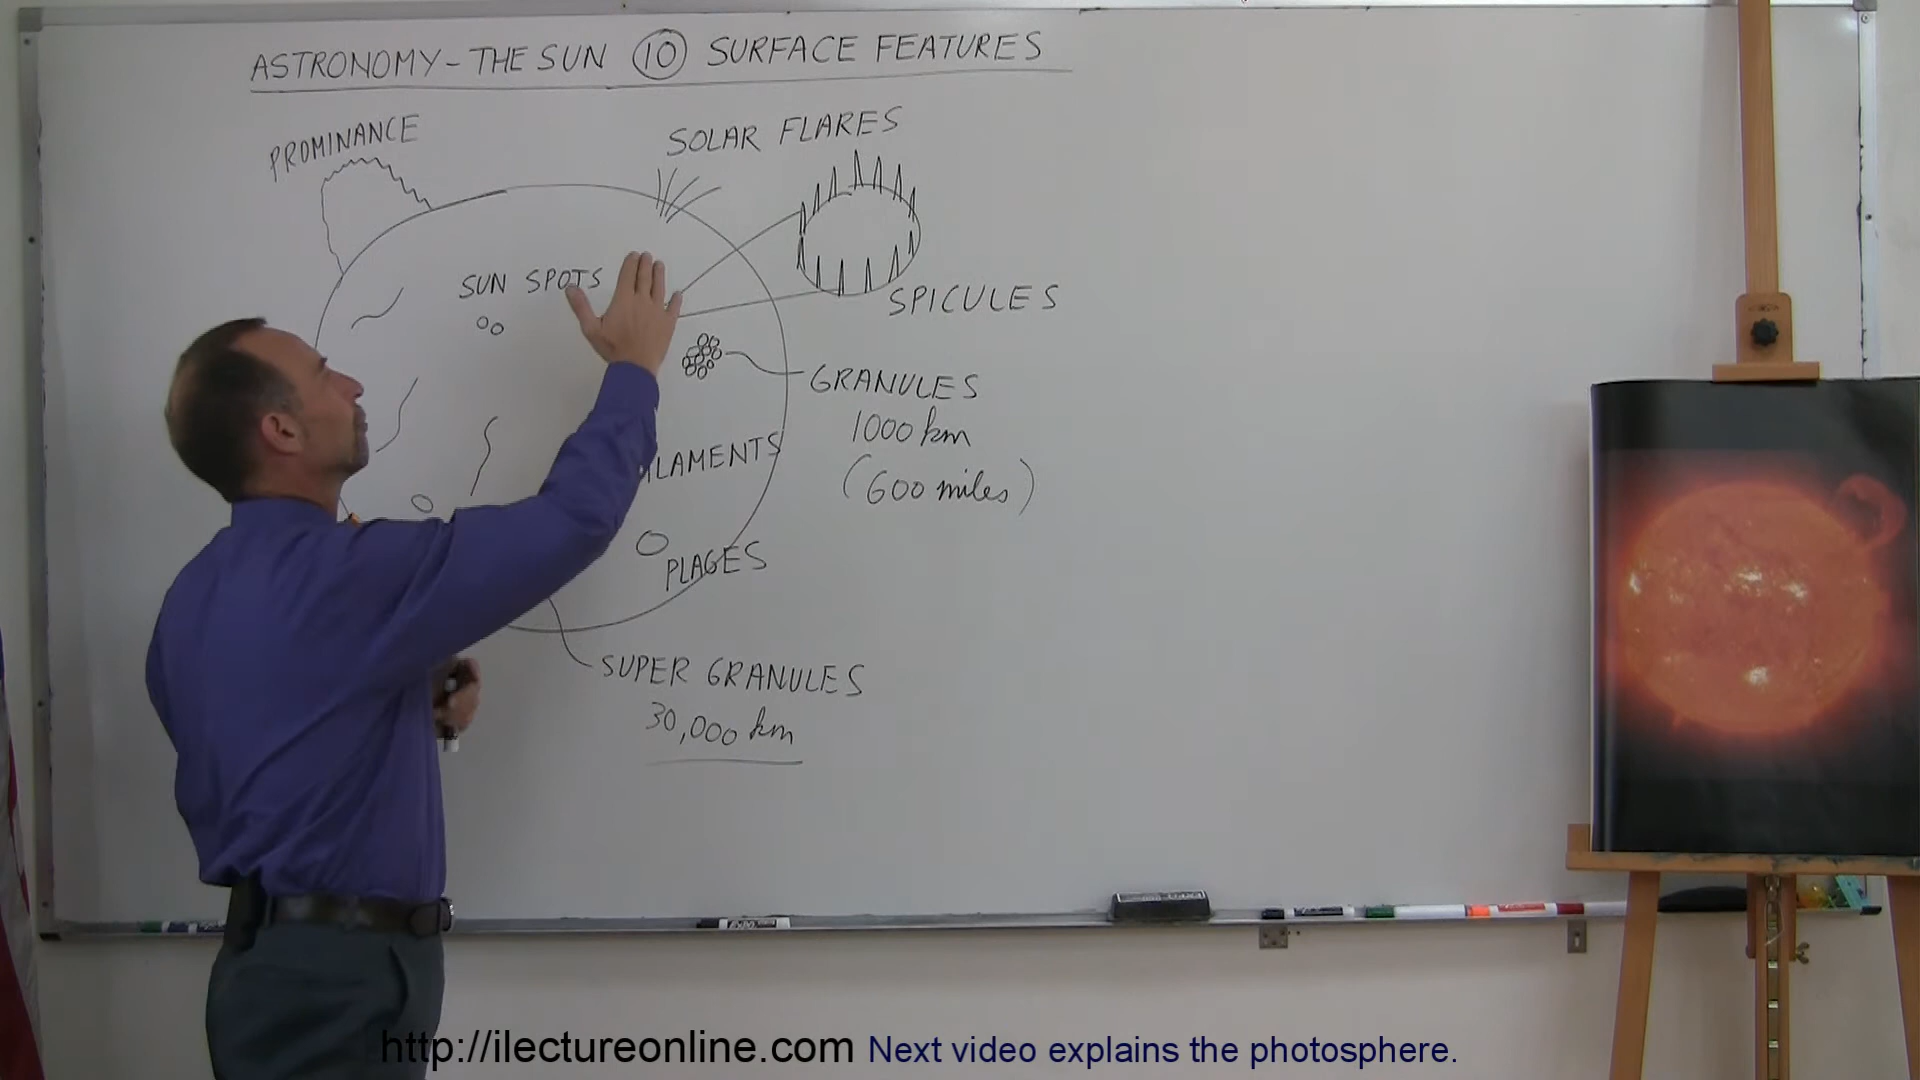 ASTRONOMY - THE SUN 10 SURFACE FEATURES
PROMINANCE
SOLAR FLARES
SUN SPOTS
SPICULES
GRANULES
1000 km
(600 miles)
ILAMENTS
PLAGES
SUPER GRANULES
30,000 km
http://ilectureonline.com Next video explains the photosphere.